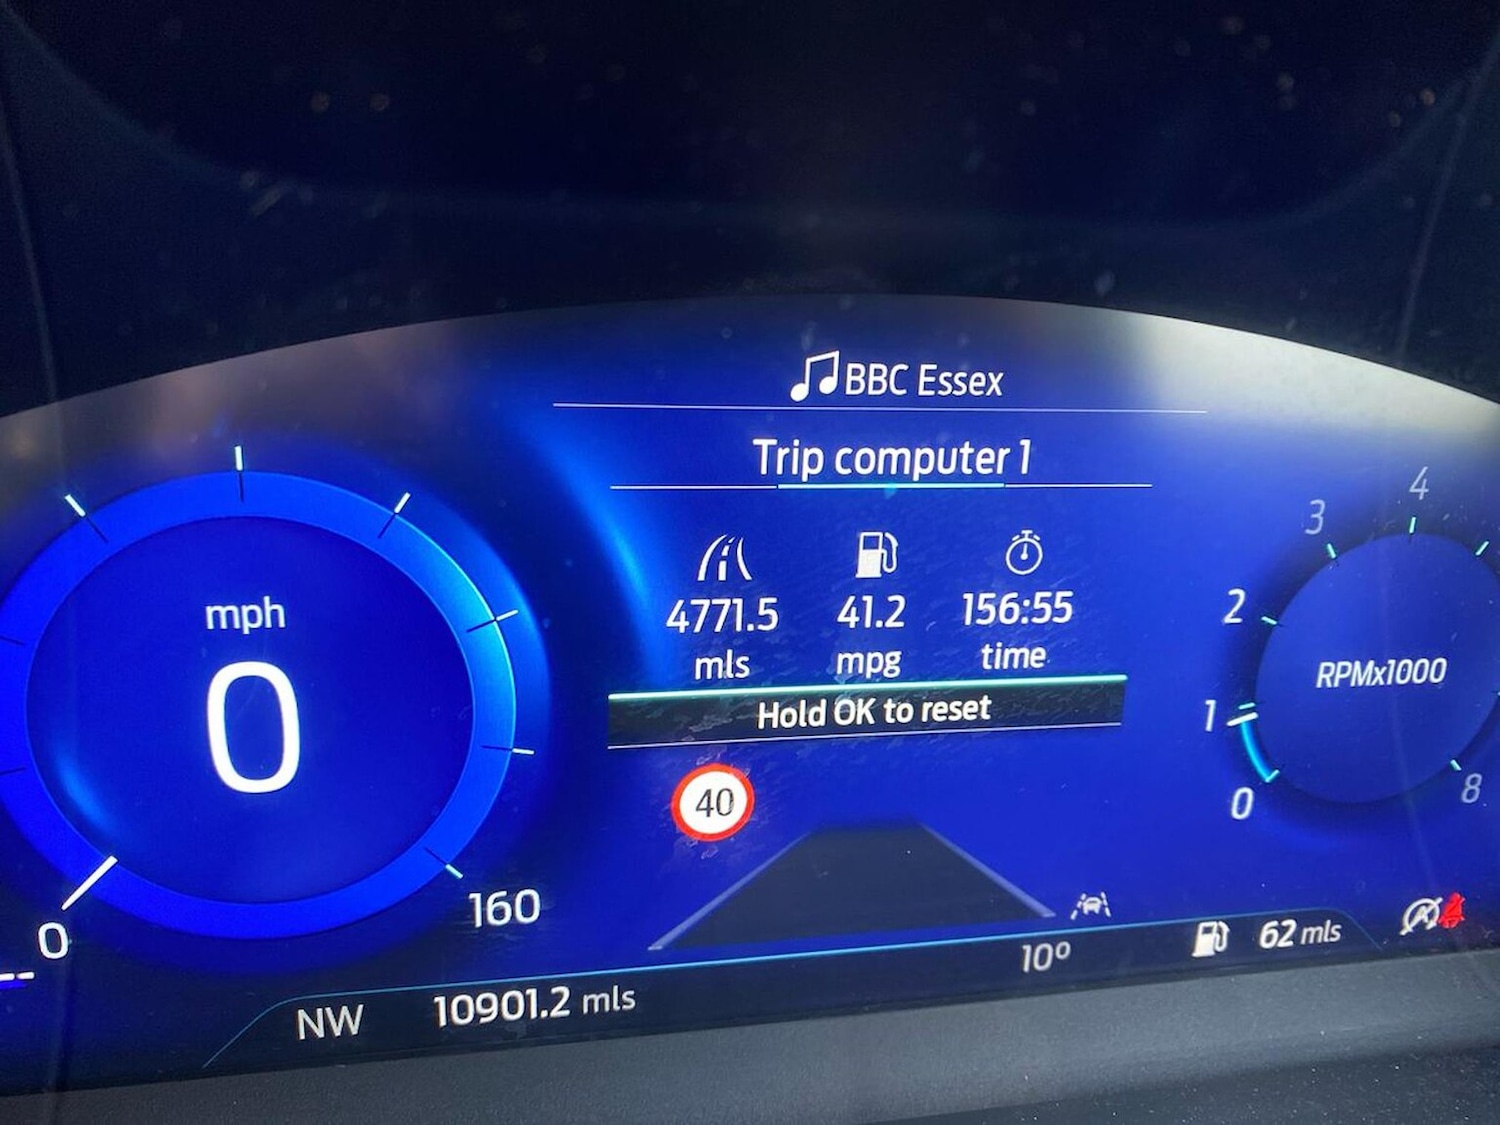 BBC Essex
Trip computer 1
4771.5 41.2 156:55
mls mpg time
Hold OK to reset
40
mph
0
0
160
4
3
2
RPMx1000
1
0
8
NW 10901.2 mls 10° 62 mls